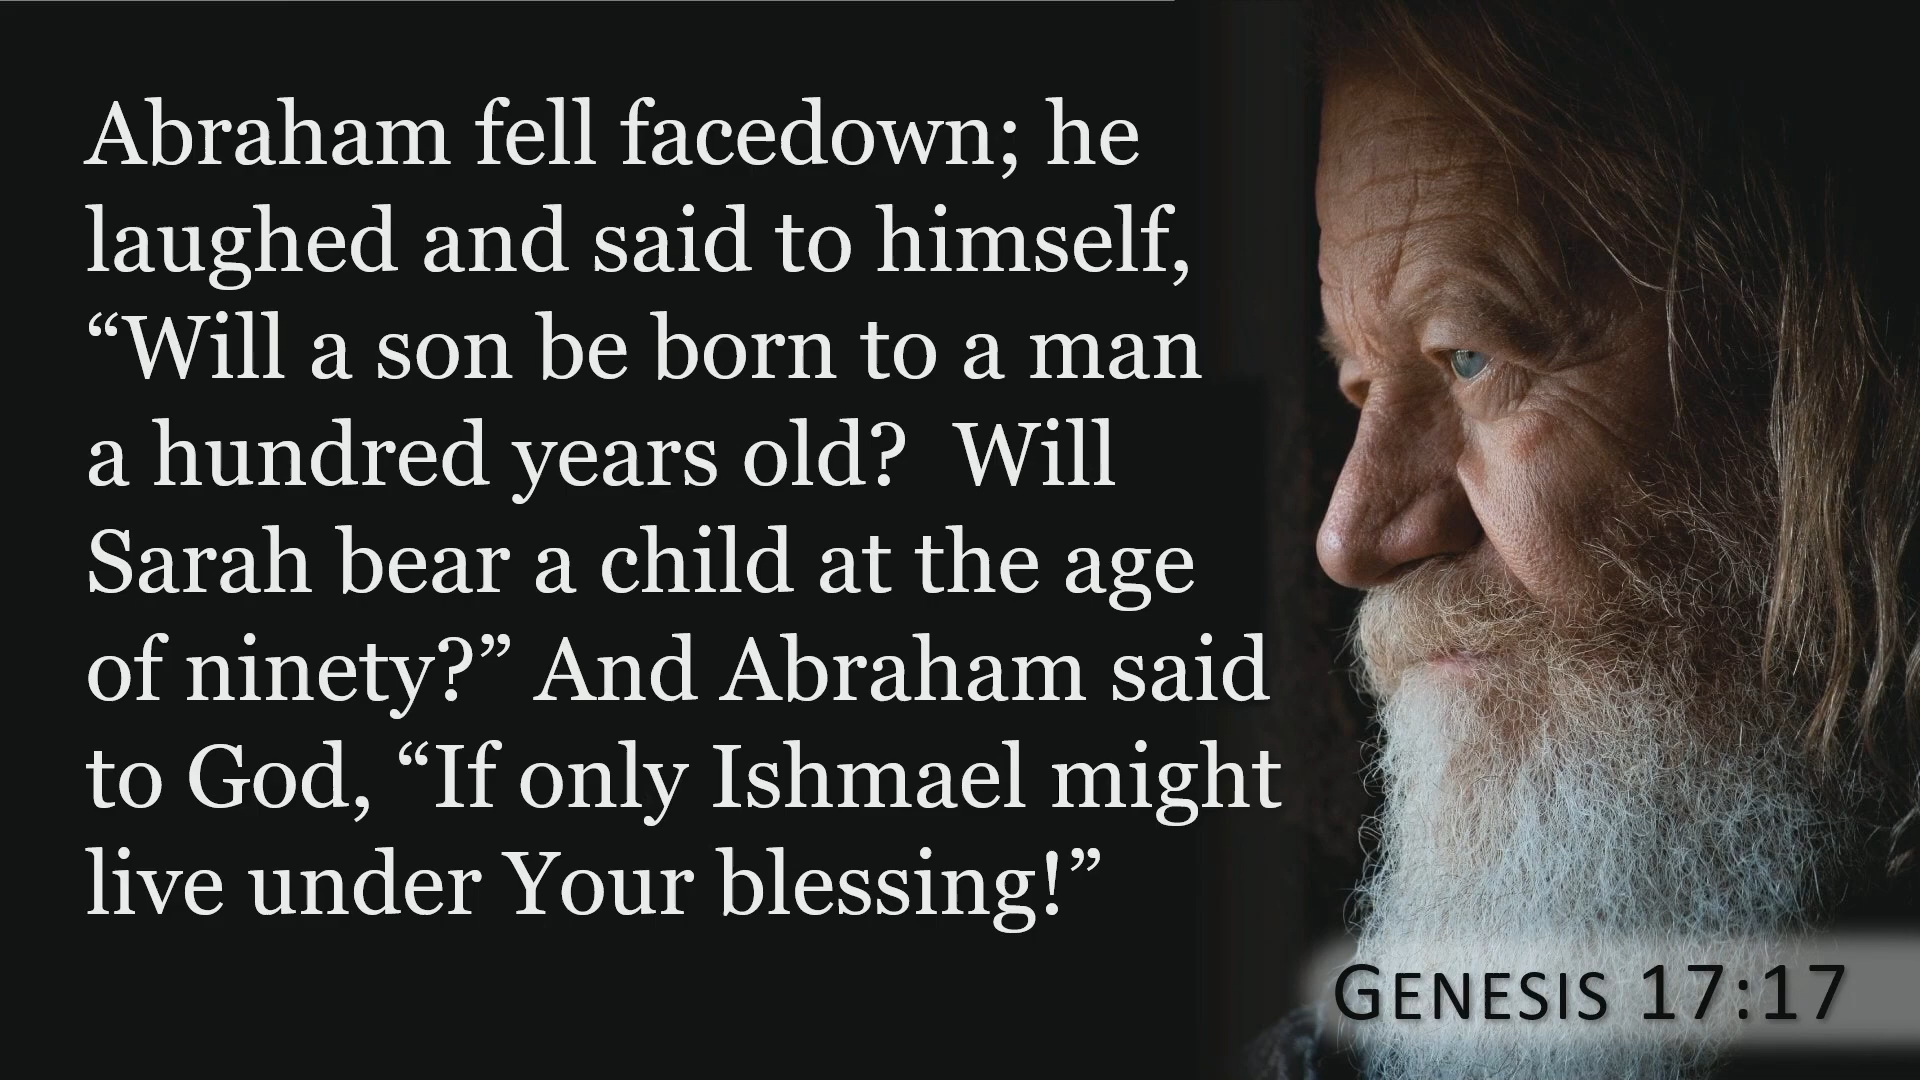 Abraham fell facedown; he
laughed and said to himself,
“Will a son be born to a man
a hundred years old?  Will
Sarah bear a child at the age
of ninety?” And Abraham said
to God, “If only Ishmael might
live under Your blessing!”
GENESIS 17:17